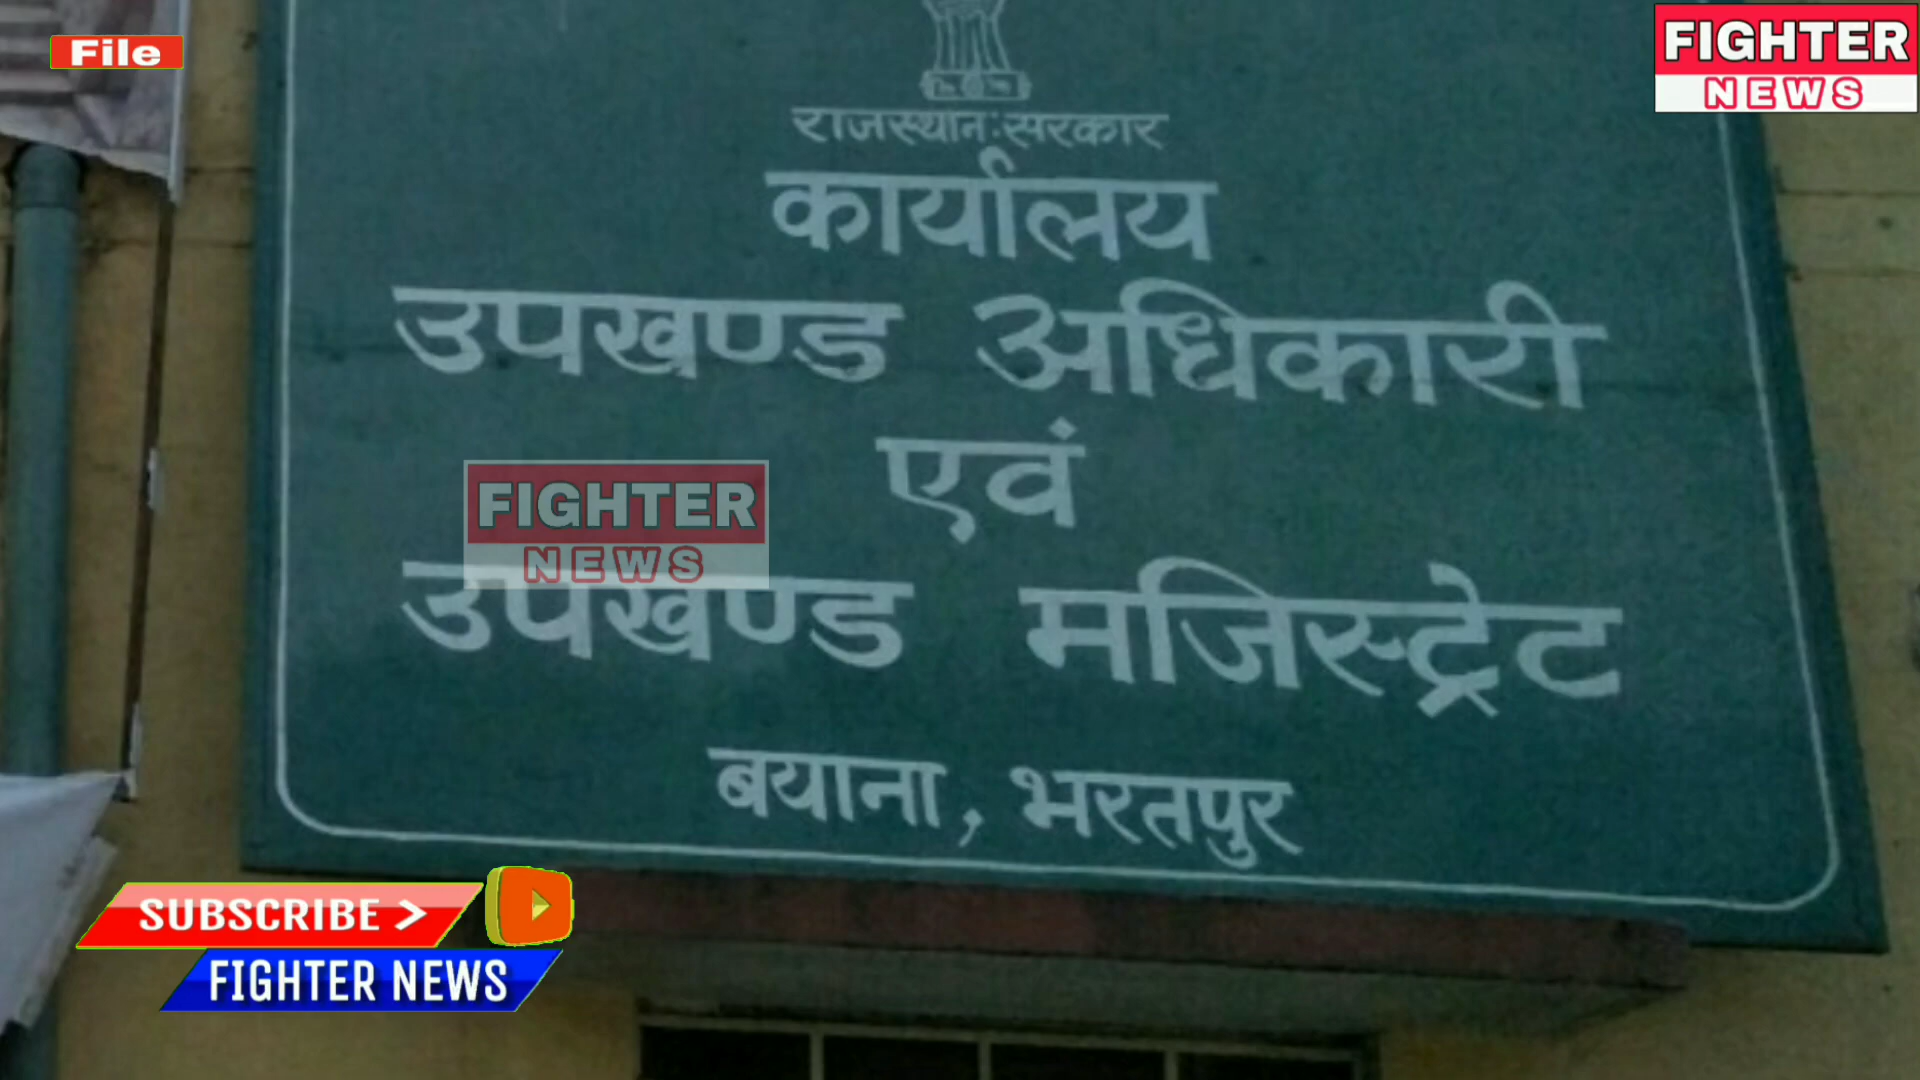 File
FIGHTER
NEWS
राजस्थान:सरकार
कार्यालय
उपखण्ड अधिकारी
एवं
FIGHTER
NEWS
उपखण्ड मजिस्ट्रेट
बयाना, भरतपुर
SUBSCRIBE >
FIGHTER NEWS